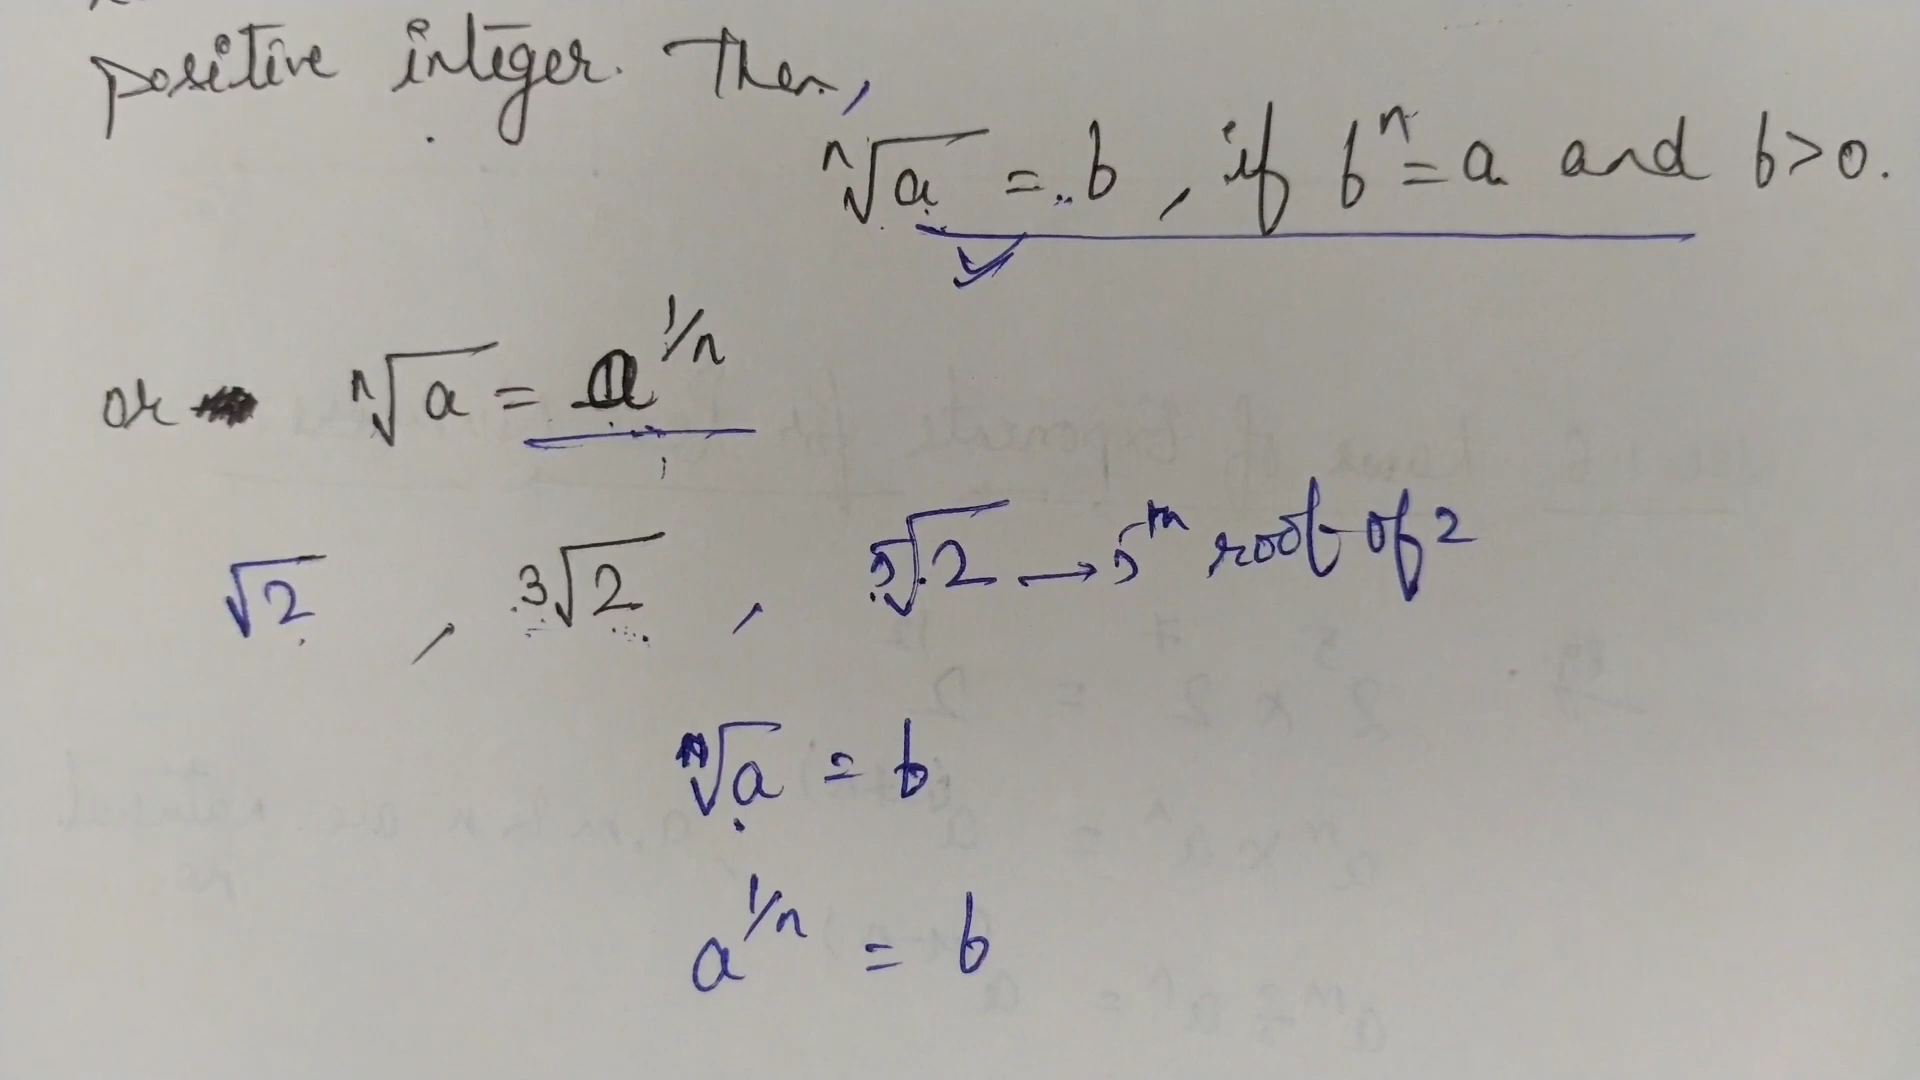 positive integer. Then,
ⁿ√a = b, if bⁿ = a and b>0.
or ⁿ√a = a^1/n
√2 , ³√2 , ⁵√2 → 5th root of 2
ⁿ√a = b
a^1/n = b